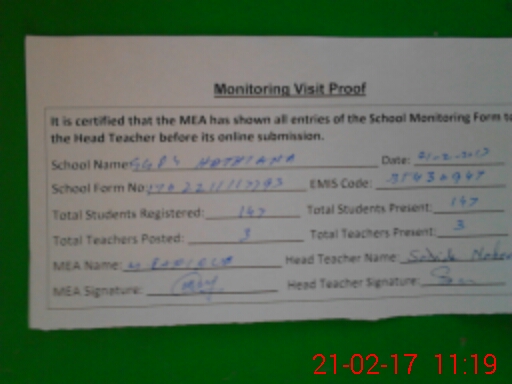 Monitoring Visit Proof
It is certified that the MEA has shown all entries of the School Monitoring Form to
the Head Teacher before its online submission.
School Name: GGPS HATHIANA Date:
School Form No EMIS Code:
Total Students Registered: 147 Total Students Present: 147
Total Teachers Posted: 3 Total Teachers Present: 3
MEA Name: Head Teacher Name:
MEA Signature: Head Teacher Signature:
21-02-17 11:19